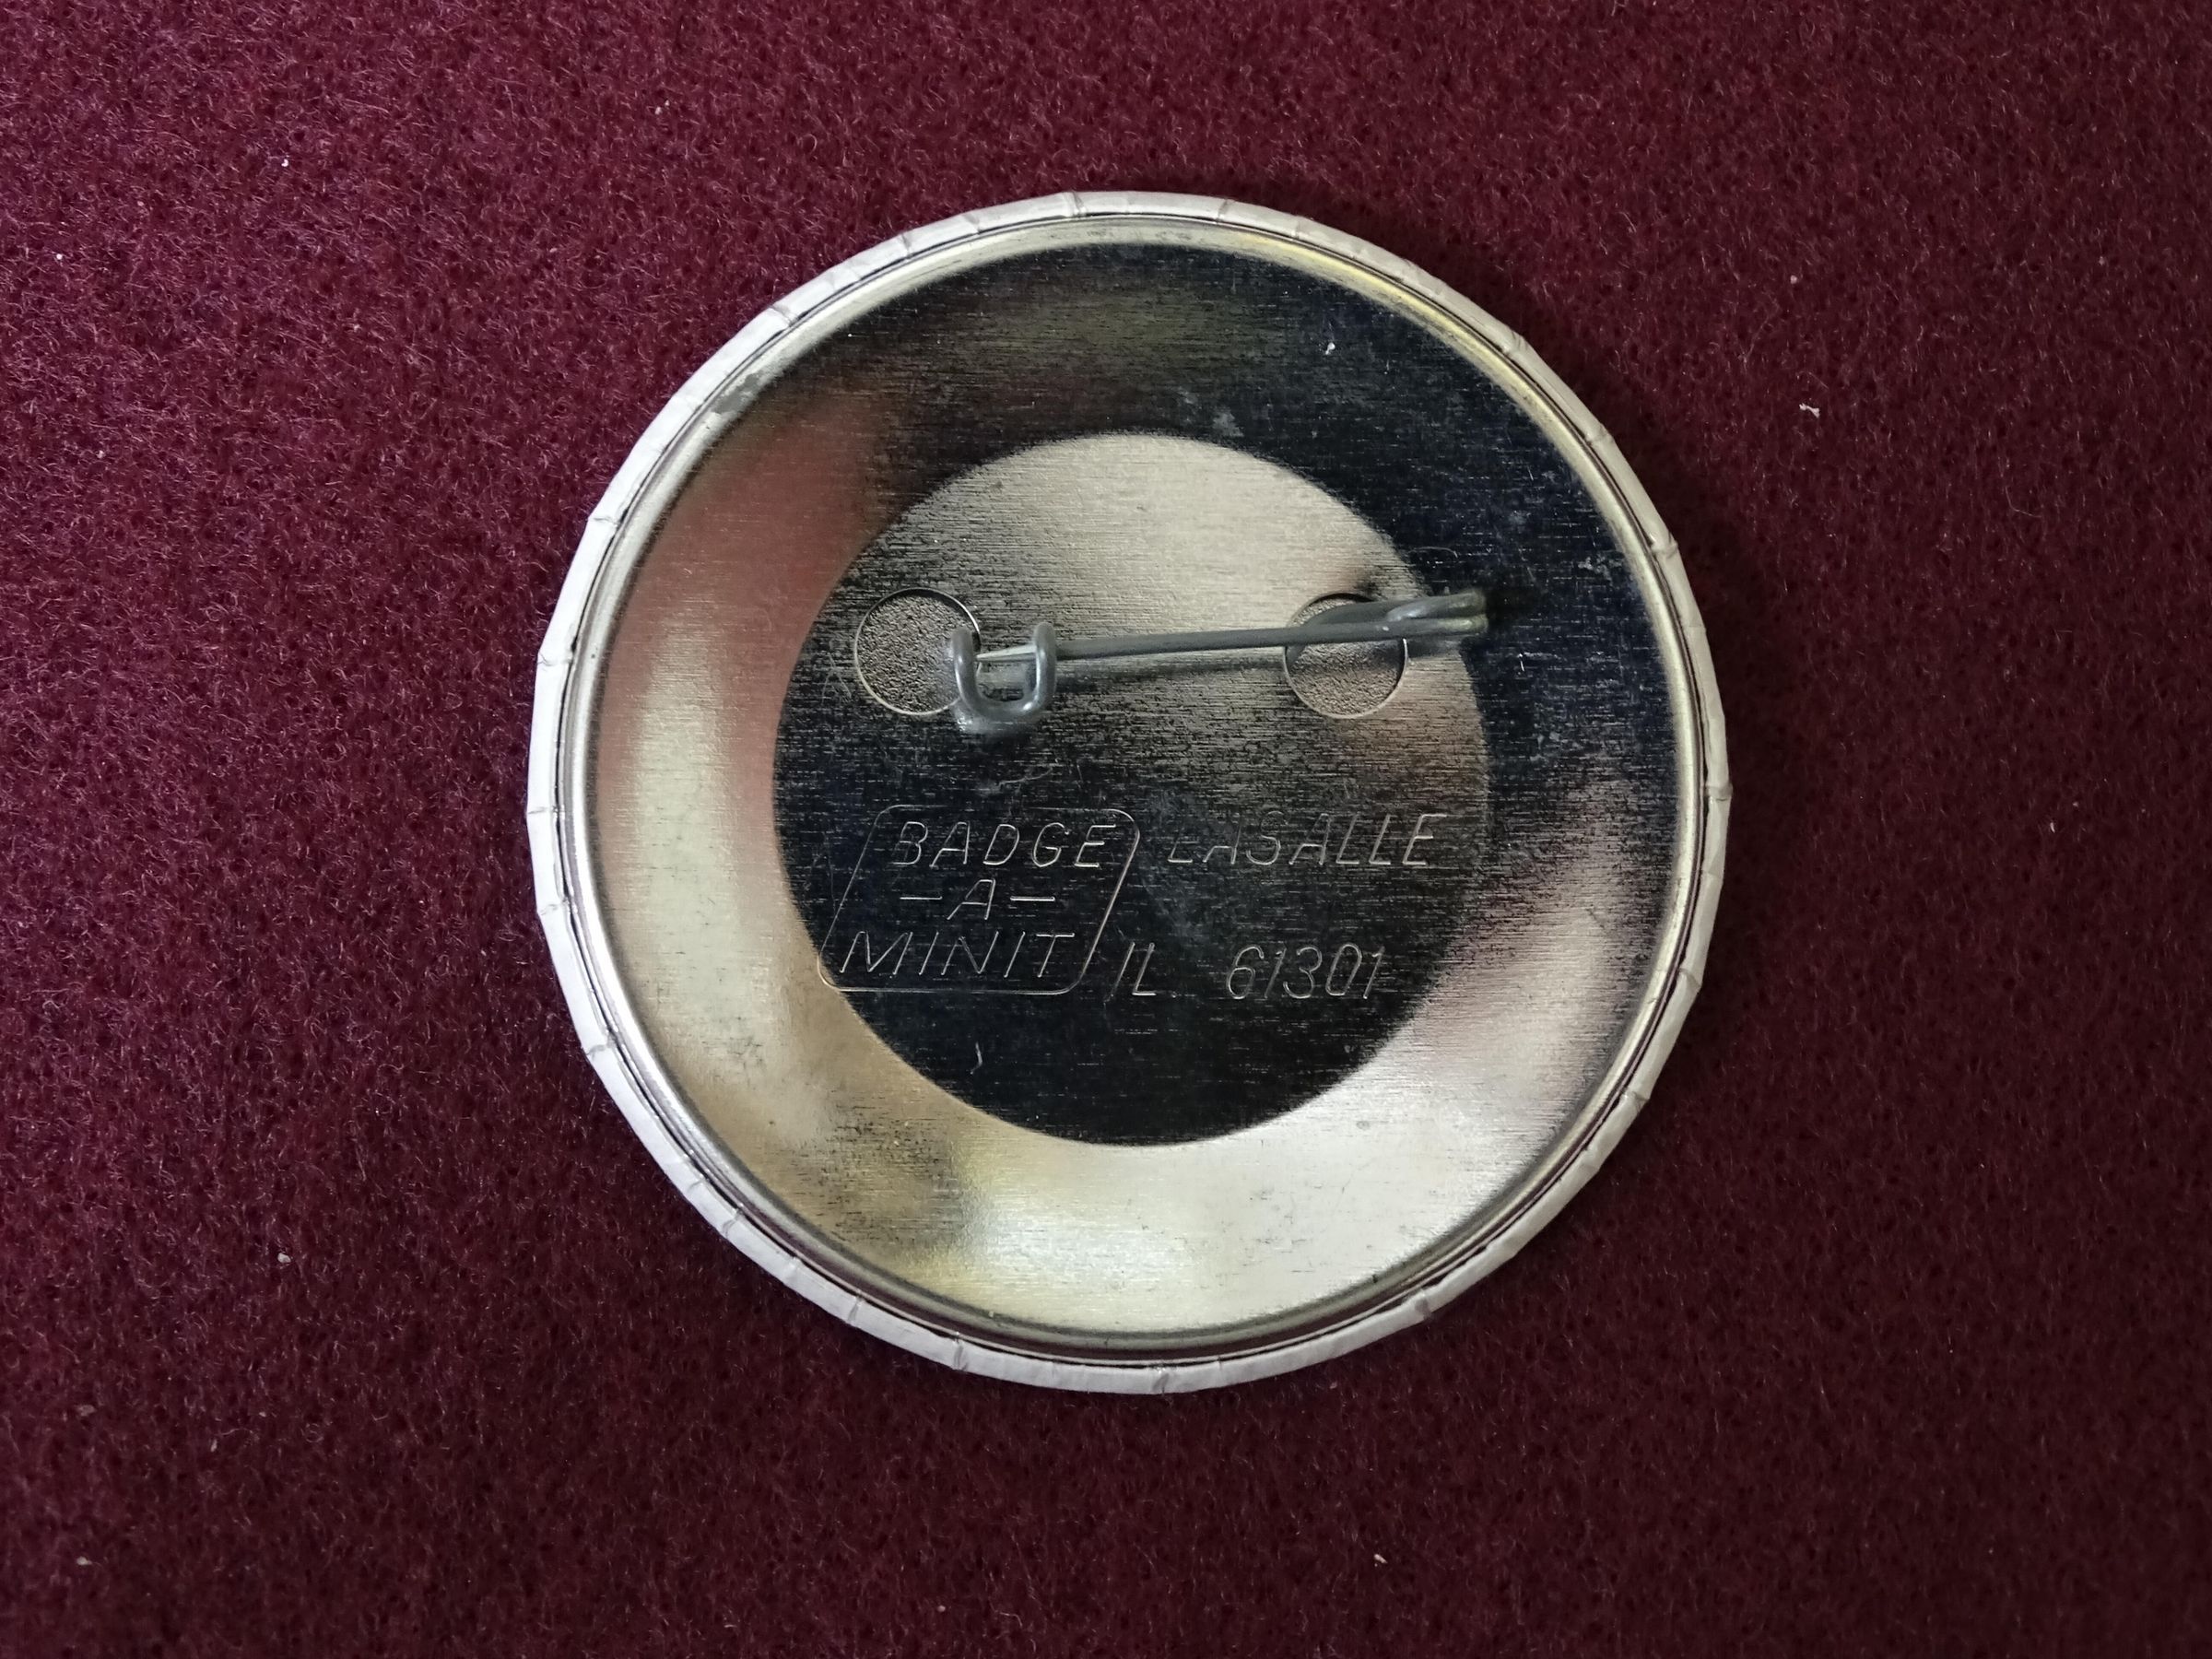 BADGE
-A-
MINIT
LASALLE
IL 61301